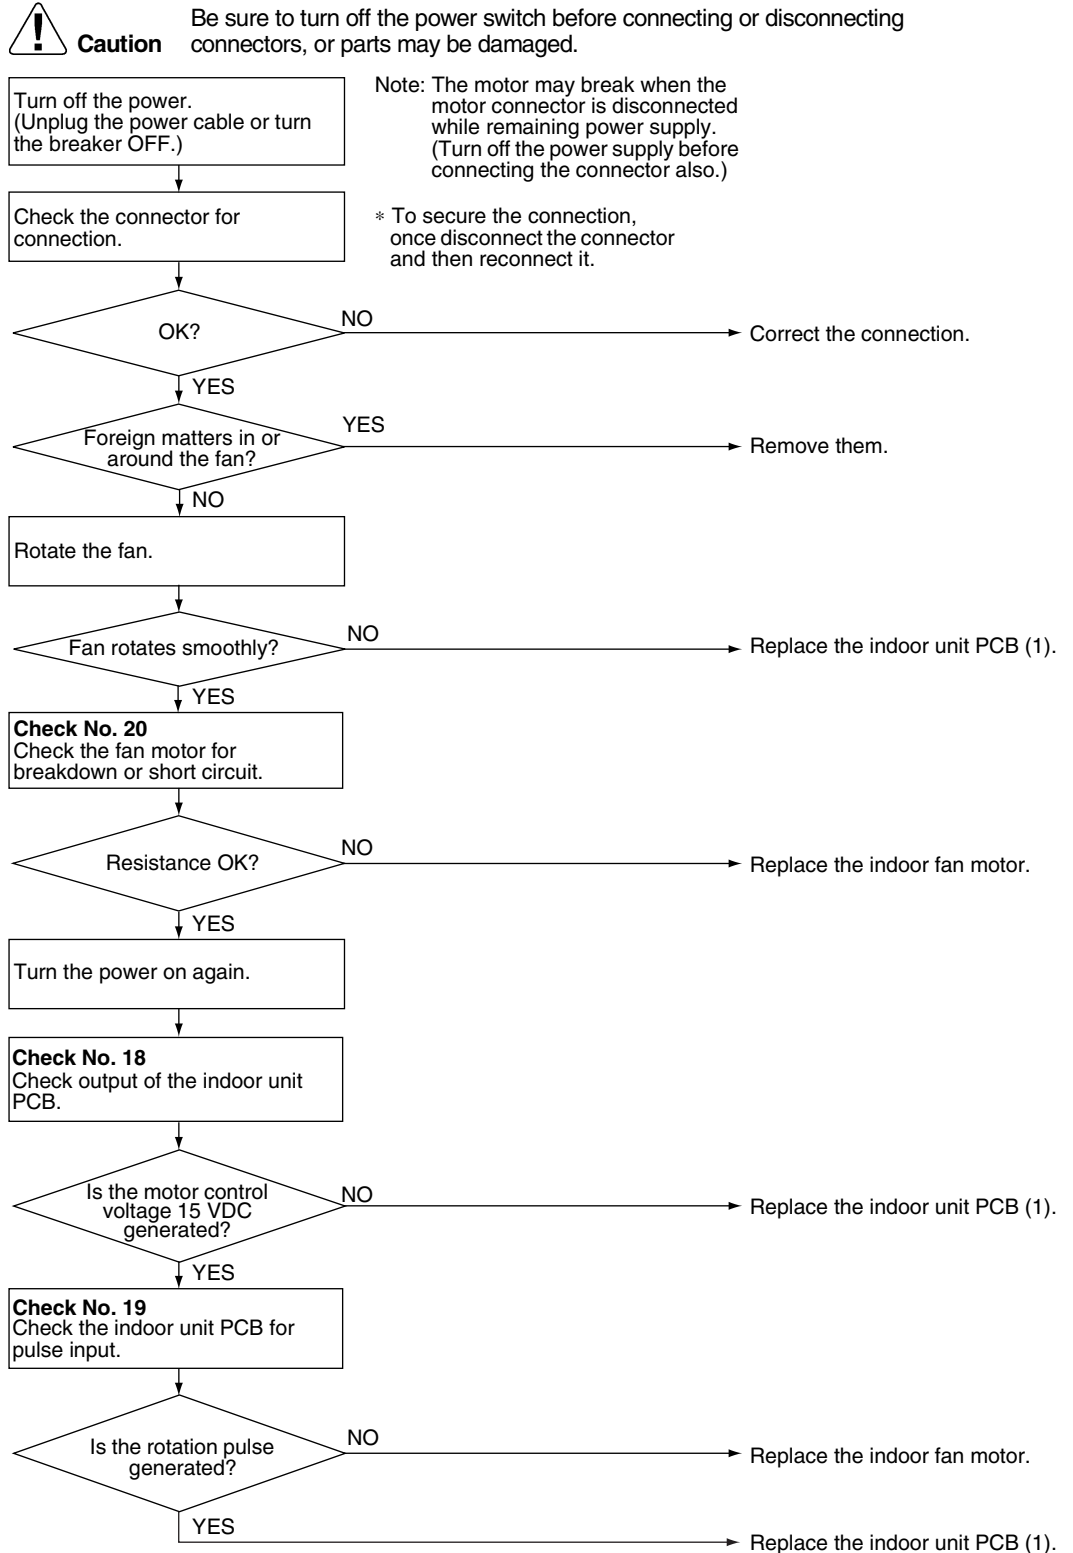 Caution
Be sure to turn off the power switch before connecting or disconnecting
connectors, or parts may be damaged.
Turn off the power.
(Unplug the power cable or turn
the breaker OFF.)
Note: The motor may break when the
motor connector is disconnected
while remaining power supply.
(Turn off the power supply before
connecting the connector also.)
Check the connector for
connection.
* To secure the connection,
once disconnect the connector
and then reconnect it.
OK?
NO
Correct the connection.
YES
Foreign matters in or
around the fan?
YES
Remove them.
NO
Rotate the fan.
Fan rotates smoothly?
NO
Replace the indoor unit PCB (1).
YES
Check No. 20
Check the fan motor for
breakdown or short circuit.
Resistance OK?
NO
Replace the indoor fan motor.
YES
Turn the power on again.
Check No. 18
Check output of the indoor unit
PCB.
Is the motor control
voltage 15 VDC
generated?
NO
Replace the indoor unit PCB (1).
YES
Check No. 19
Check the indoor unit PCB for
pulse input.
Is the rotation pulse
generated?
NO
Replace the indoor fan motor.
YES
Replace the indoor unit PCB (1).